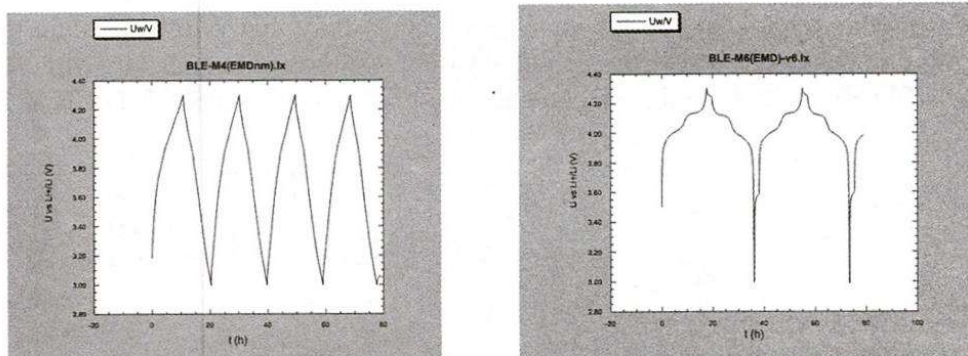 Uw/V
BLE-M4(EMDnm).fx
4.40
4.20
4.00
3.80
3.60
3.40
3.20
3.00
2.80
-20 0 20 40 60 80
U vs Li+/Li (V)
t (h)
Uw/V
BLE-M6(EMD)-v6.fx
4.40
4.20
4.00
3.80
3.60
3.40
3.20
3.00
2.80
-20 0 20 40 60 80 100
U vs Li+/Li (V)
t (h)